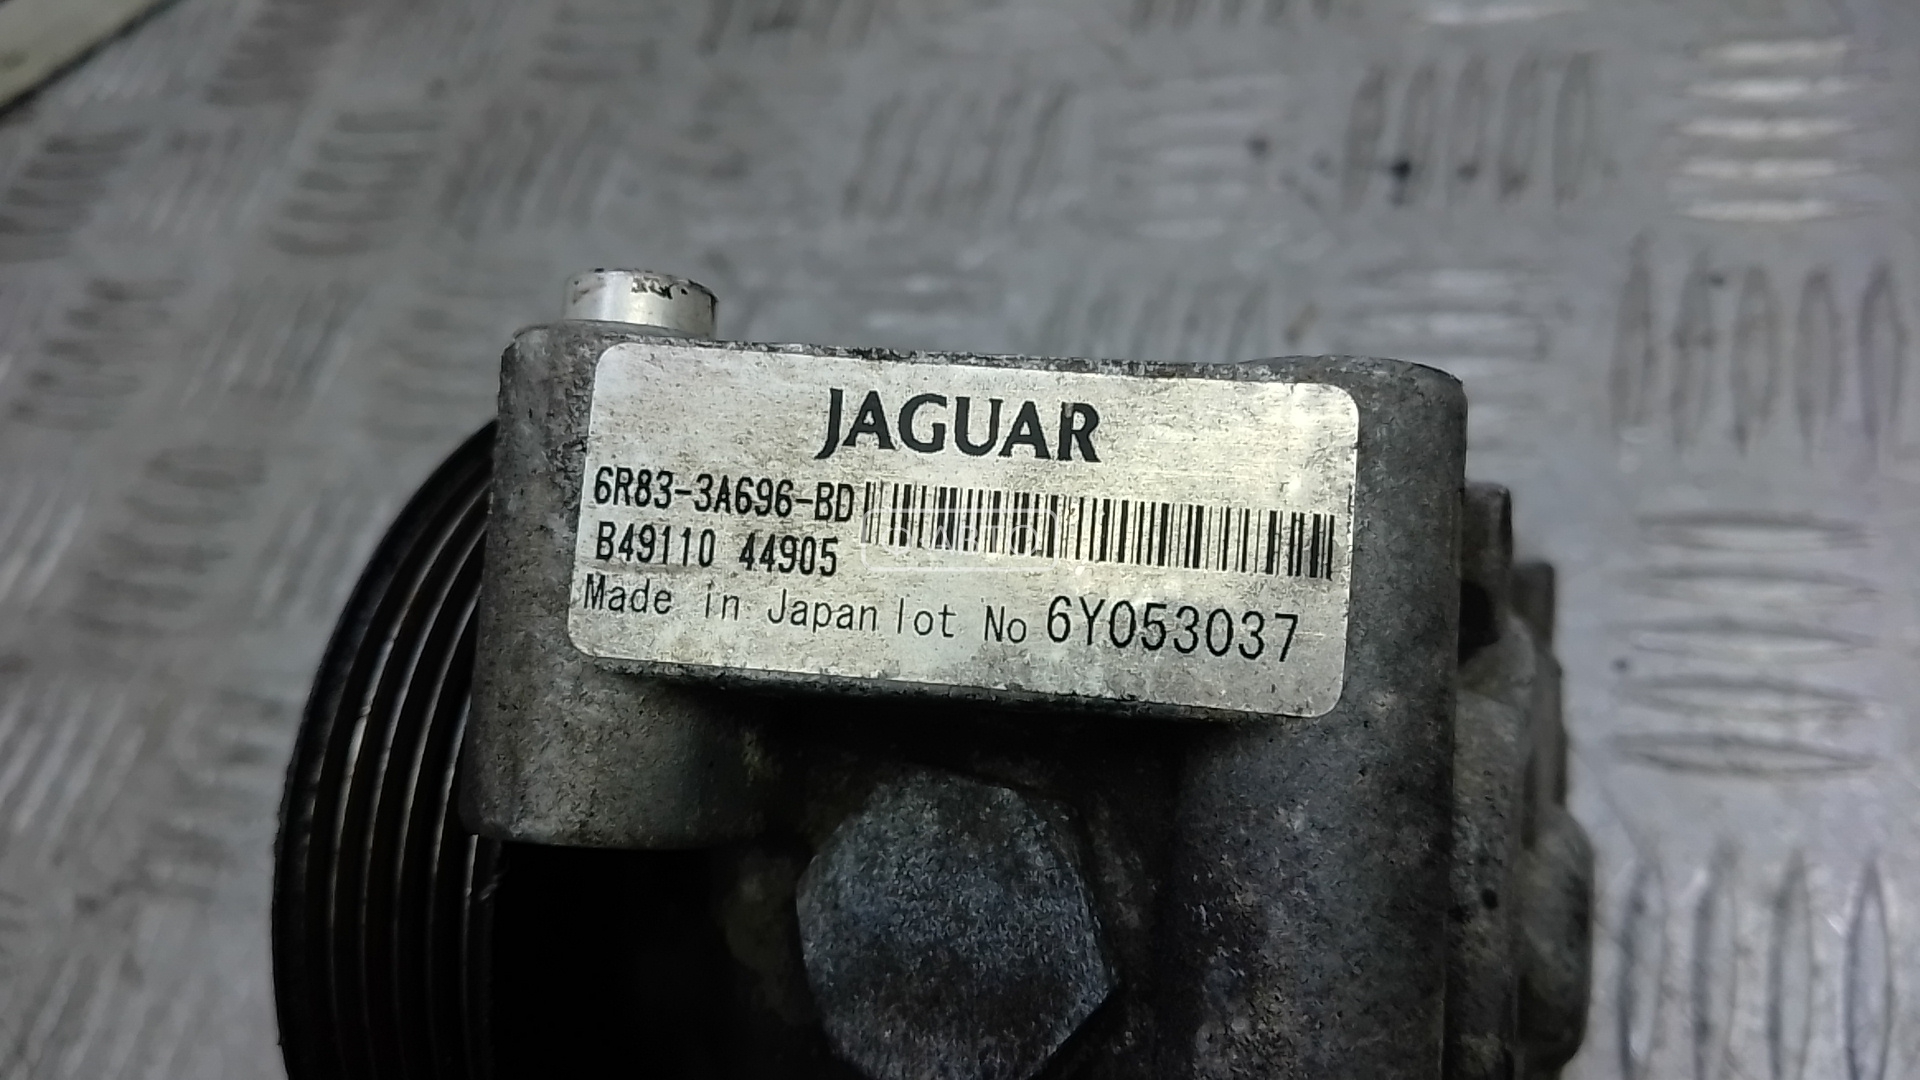 JAGUAR
6R83-3A696-BD
B49110 44905
Made in Japan lot No 6Y053037